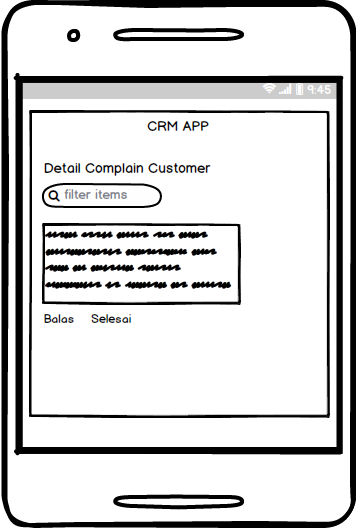 9:45
CRM APP
Detail Complain Customer
filter items
Balas Selesai